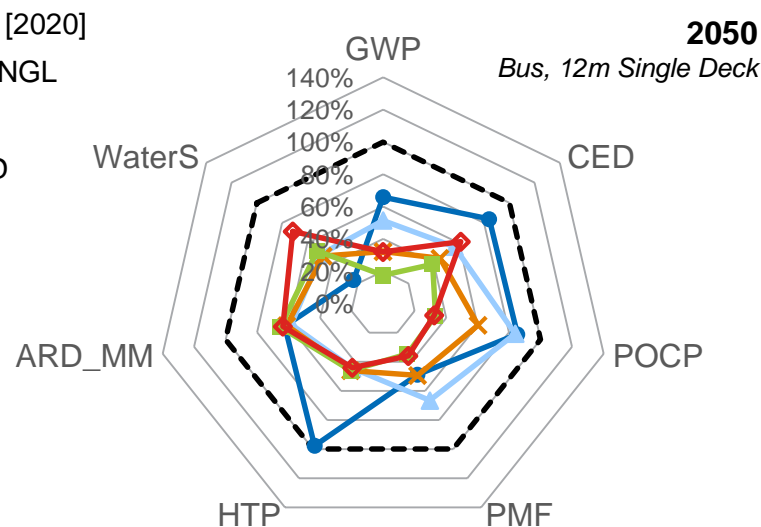 [2020]
NGL
D
2050
Bus, 12m Single Deck
GWP
140%
120%
100%
80%
60%
40%
20%
0%
WaterS
CED
ARD_MM
POCP
HTP
PMF